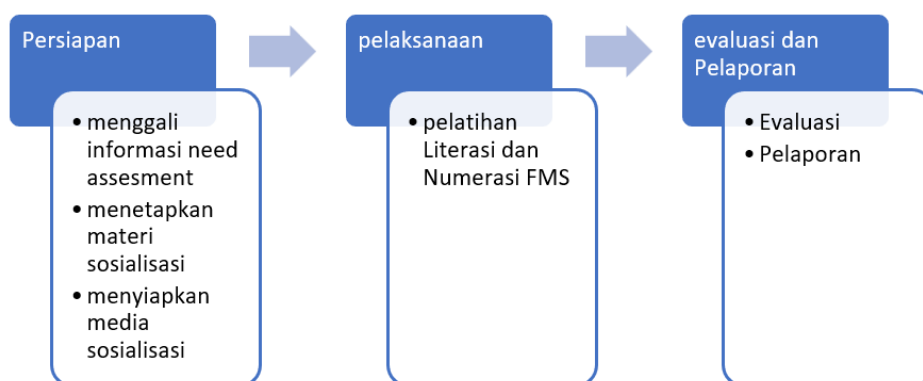 Persiapan
• menggali
informasi need
assesment
• menetapkan
materi
sosialisasi
• menyiapkan
media
sosialisasi
pelaksanaan
• pelatihan
Literasi dan
Numerasi FMS
evaluasi dan
Pelaporan
• Evaluasi
• Pelaporan